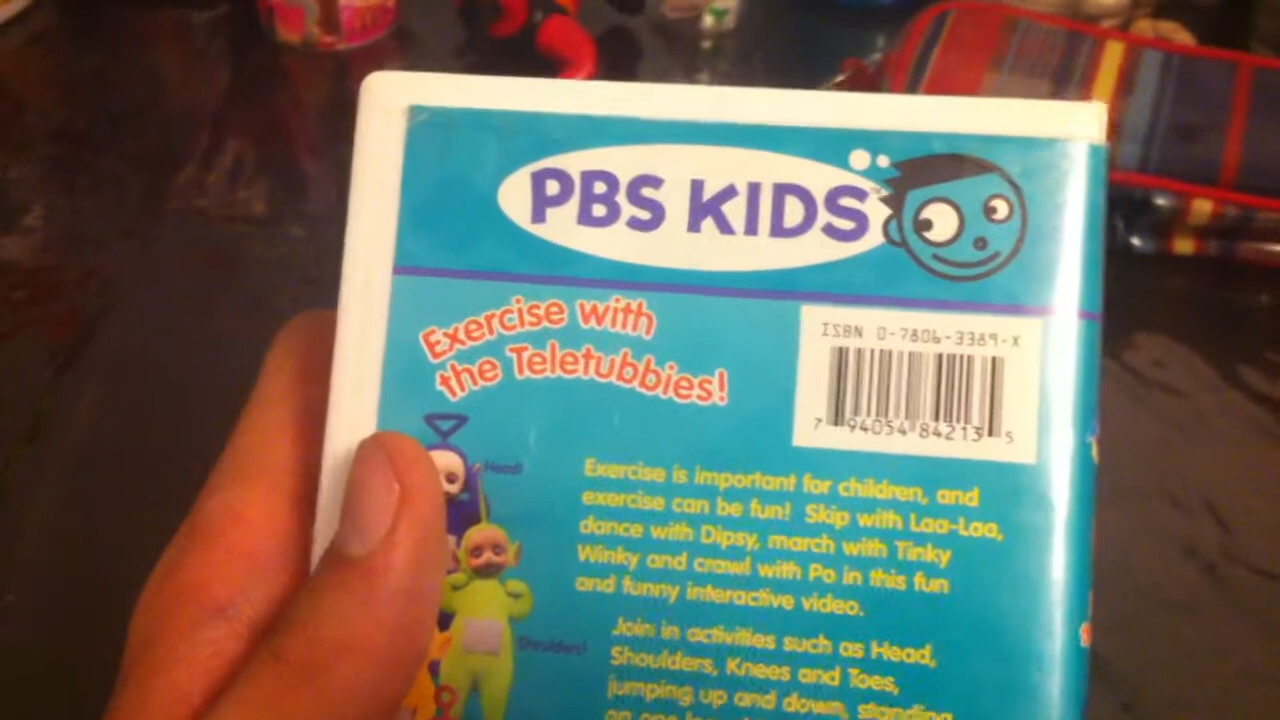 PBS KIDS™
Exercise with
the Teletubbies!
ISBN 0-7806-3389-X
7 94054 84213 5
Head!
Exercise is important for children, and
exercise can be fun! Skip with Laa-Laa,
dance with Dipsy, march with Tinky
Winky and crawl with Po in this fun
and funny interactive video.
Shoulders!
Join in activities such as Head,
Shoulders, Knees and Toes,
jumping up and down, standing
on one